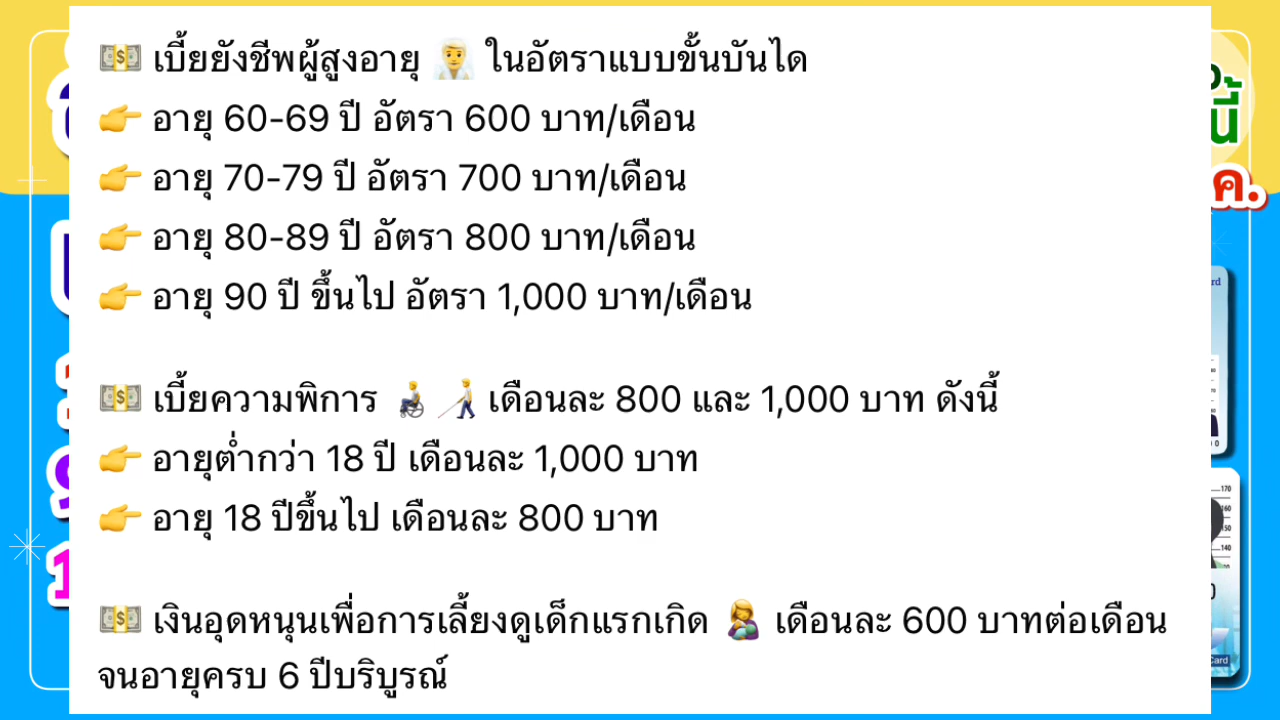 💵 เบี้ยยังชีพผู้สูงอายุ 👳 ในอัตราแบบขั้นบันได
👉 อายุ 60-69 ปี อัตรา 600 บาท/เดือน
👉 อายุ 70-79 ปี อัตรา 700 บาท/เดือน
👉 อายุ 80-89 ปี อัตรา 800 บาท/เดือน
👉 อายุ 90 ปี ขึ้นไป อัตรา 1,000 บาท/เดือน
💵 เบี้ยความพิการ 👨‍🦽 👨‍🦯 เดือนละ 800 และ 1,000 บาท ดังนี้
👉 อายุต่ำกว่า 18 ปี เดือนละ 1,000 บาท
👉 อายุ 18 ปีขึ้นไป เดือนละ 800 บาท
💵 เงินอุดหนุนเพื่อการเลี้ยงดูเด็กแรกเกิด 🤱 เดือนละ 600 บาทต่อเดือน
จนอายุครบ 6 ปีบริบูรณ์
ค.
170
140
Card